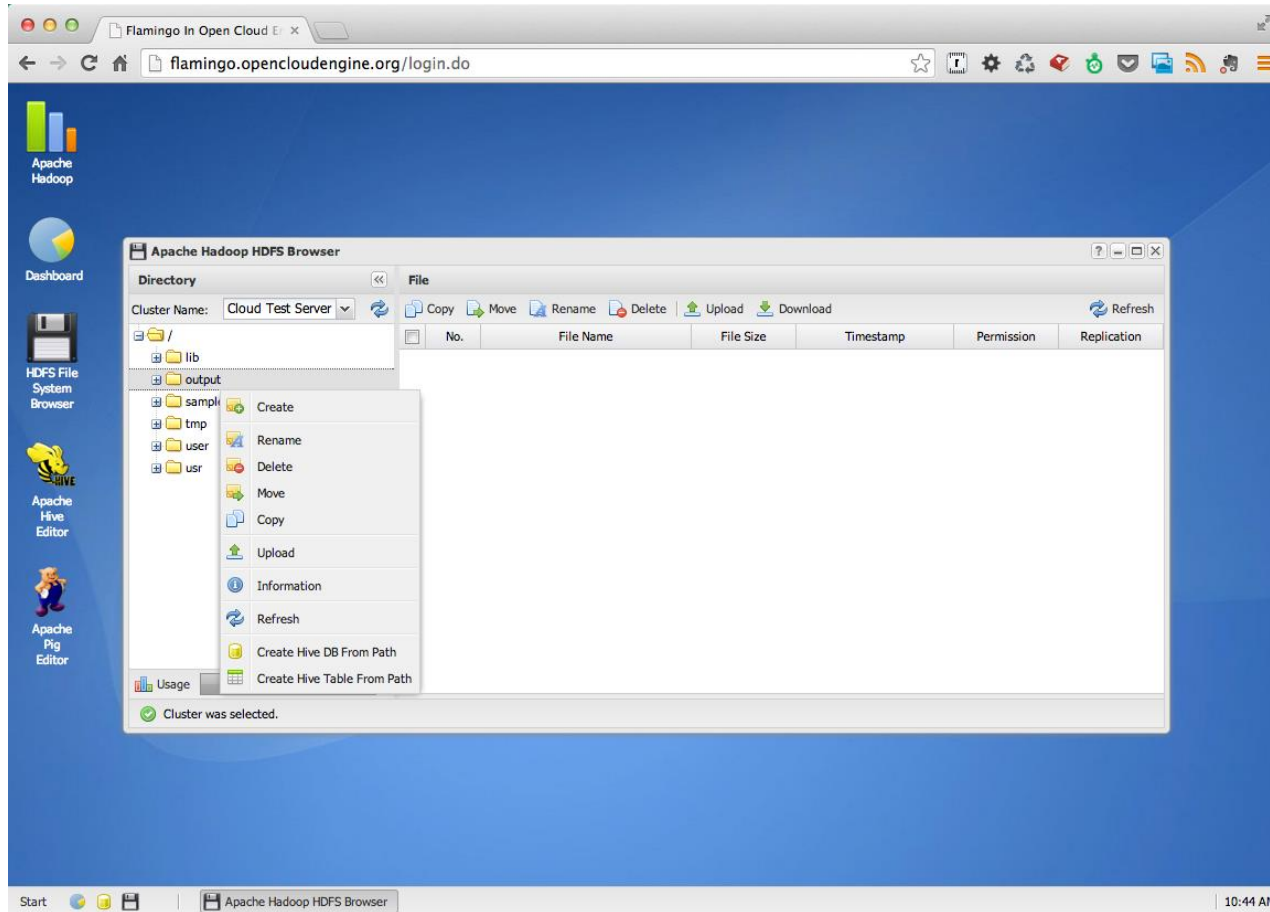 Flamingo In Open Cloud E
flamingo.opencloudengine.org/login.do
Apache
Hadoop
Dashboard
HDFS File
System
Browser
HIVE
Apache
Hive
Editor
Apache
Pig
Editor
Apache Hadoop HDFS Browser
Directory
File
Cluster Name: Cloud Test Server
Copy Move Rename Delete Upload Download Refresh
No. File Name File Size Timestamp Permission Replication
/
lib
output
sample
tmp
user
usr
Create
Rename
Delete
Move
Copy
Upload
Information
Refresh
Create Hive DB From Path
Create Hive Table From Path
Usage
Cluster was selected.
Start Apache Hadoop HDFS Browser 10:44 AM